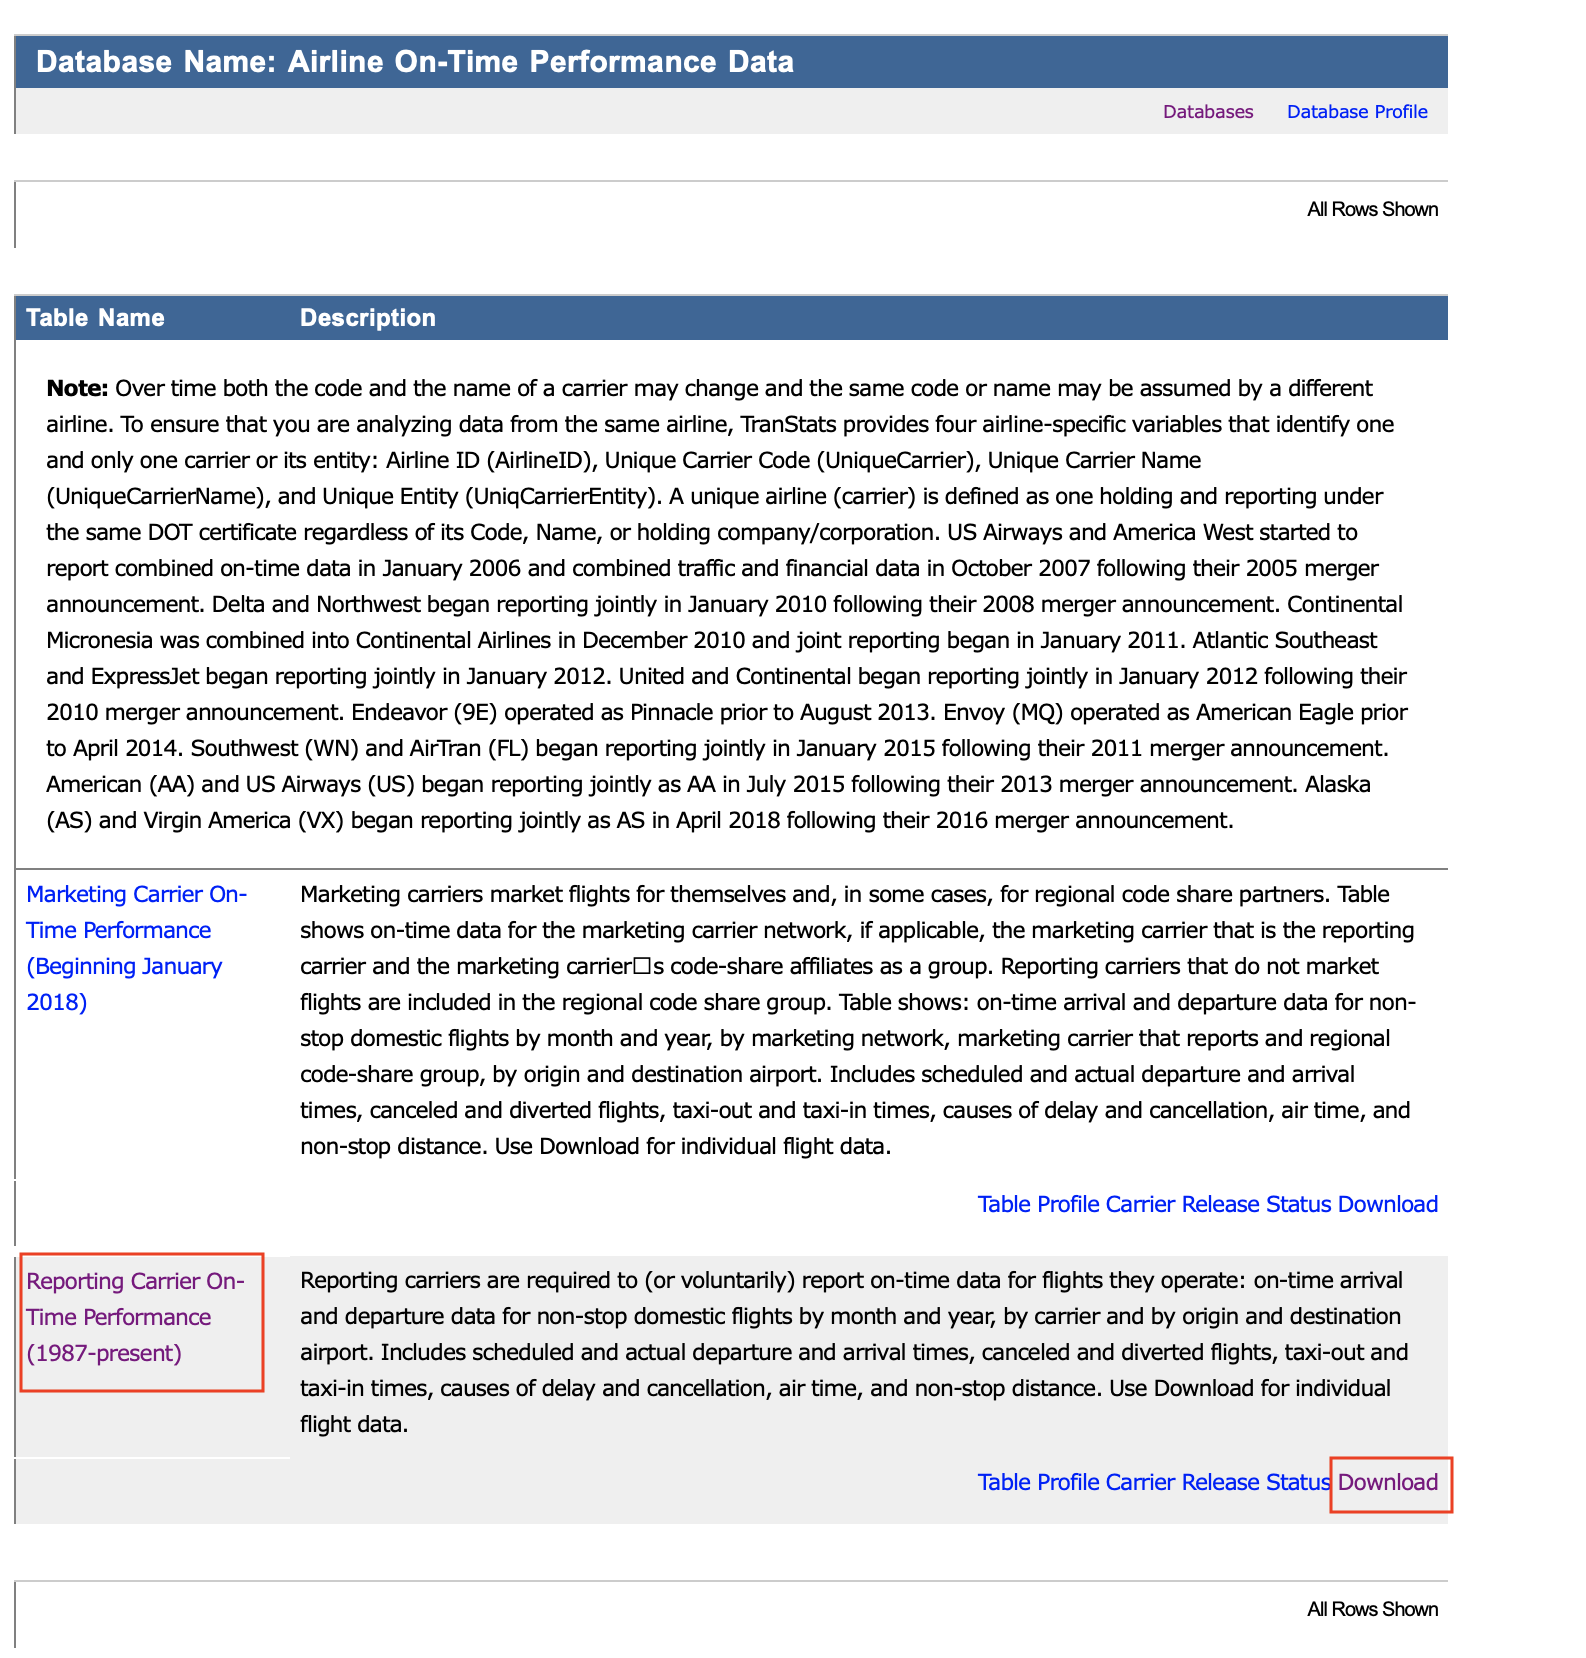 Database Name: Airline On-Time Performance Data
Databases Database Profile
All Rows Shown
Table Name Description
Note: Over time both the code and the name of a carrier may change and the same code or name may be assumed by a different
airline. To ensure that you are analyzing data from the same airline, TranStats provides four airline-specific variables that identify one
and only one carrier or its entity: Airline ID (AirlineID), Unique Carrier Code (UniqueCarrier), Unique Carrier Name
(UniqueCarrierName), and Unique Entity (UniqCarrierEntity). A unique airline (carrier) is defined as one holding and reporting under
the same DOT certificate regardless of its Code, Name, or holding company/corporation. US Airways and America West started to
report combined on-time data in January 2006 and combined traffic and financial data in October 2007 following their 2005 merger
announcement. Delta and Northwest began reporting jointly in January 2010 following their 2008 merger announcement. Continental
Micronesia was combined into Continental Airlines in December 2010 and joint reporting began in January 2011. Atlantic Southeast
and ExpressJet began reporting jointly in January 2012. United and Continental began reporting jointly in January 2012 following their
2010 merger announcement. Endeavor (9E) operated as Pinnacle prior to August 2013. Envoy (MQ) operated as American Eagle prior
to April 2014. Southwest (WN) and AirTran (FL) began reporting jointly in January 2015 following their 2011 merger announcement.
American (AA) and US Airways (US) began reporting jointly as AA in July 2015 following their 2013 merger announcement. Alaska
(AS) and Virgin America (VX) began reporting jointly as AS in April 2018 following their 2016 merger announcement.
Marketing Carrier On-
Time Performance
(Beginning January
2018)
Marketing carriers market flights for themselves and, in some cases, for regional code share partners. Table
shows on-time data for the marketing carrier network, if applicable, the marketing carrier that is the reporting
carrier and the marketing carrier□s code-share affiliates as a group. Reporting carriers that do not market
flights are included in the regional code share group. Table shows: on-time arrival and departure data for non-
stop domestic flights by month and year, by marketing network, marketing carrier that reports and regional
code-share group, by origin and destination airport. Includes scheduled and actual departure and arrival
times, canceled and diverted flights, taxi-out and taxi-in times, causes of delay and cancellation, air time, and
non-stop distance. Use Download for individual flight data.
Table Profile Carrier Release Status Download
Reporting Carrier On-
Time Performance
(1987-present)
Reporting carriers are required to (or voluntarily) report on-time data for flights they operate: on-time arrival
and departure data for non-stop domestic flights by month and year, by carrier and by origin and destination
airport. Includes scheduled and actual departure and arrival times, canceled and diverted flights, taxi-out and
taxi-in times, causes of delay and cancellation, air time, and non-stop distance. Use Download for individual
flight data.
Table Profile Carrier Release Status Download
All Rows Shown